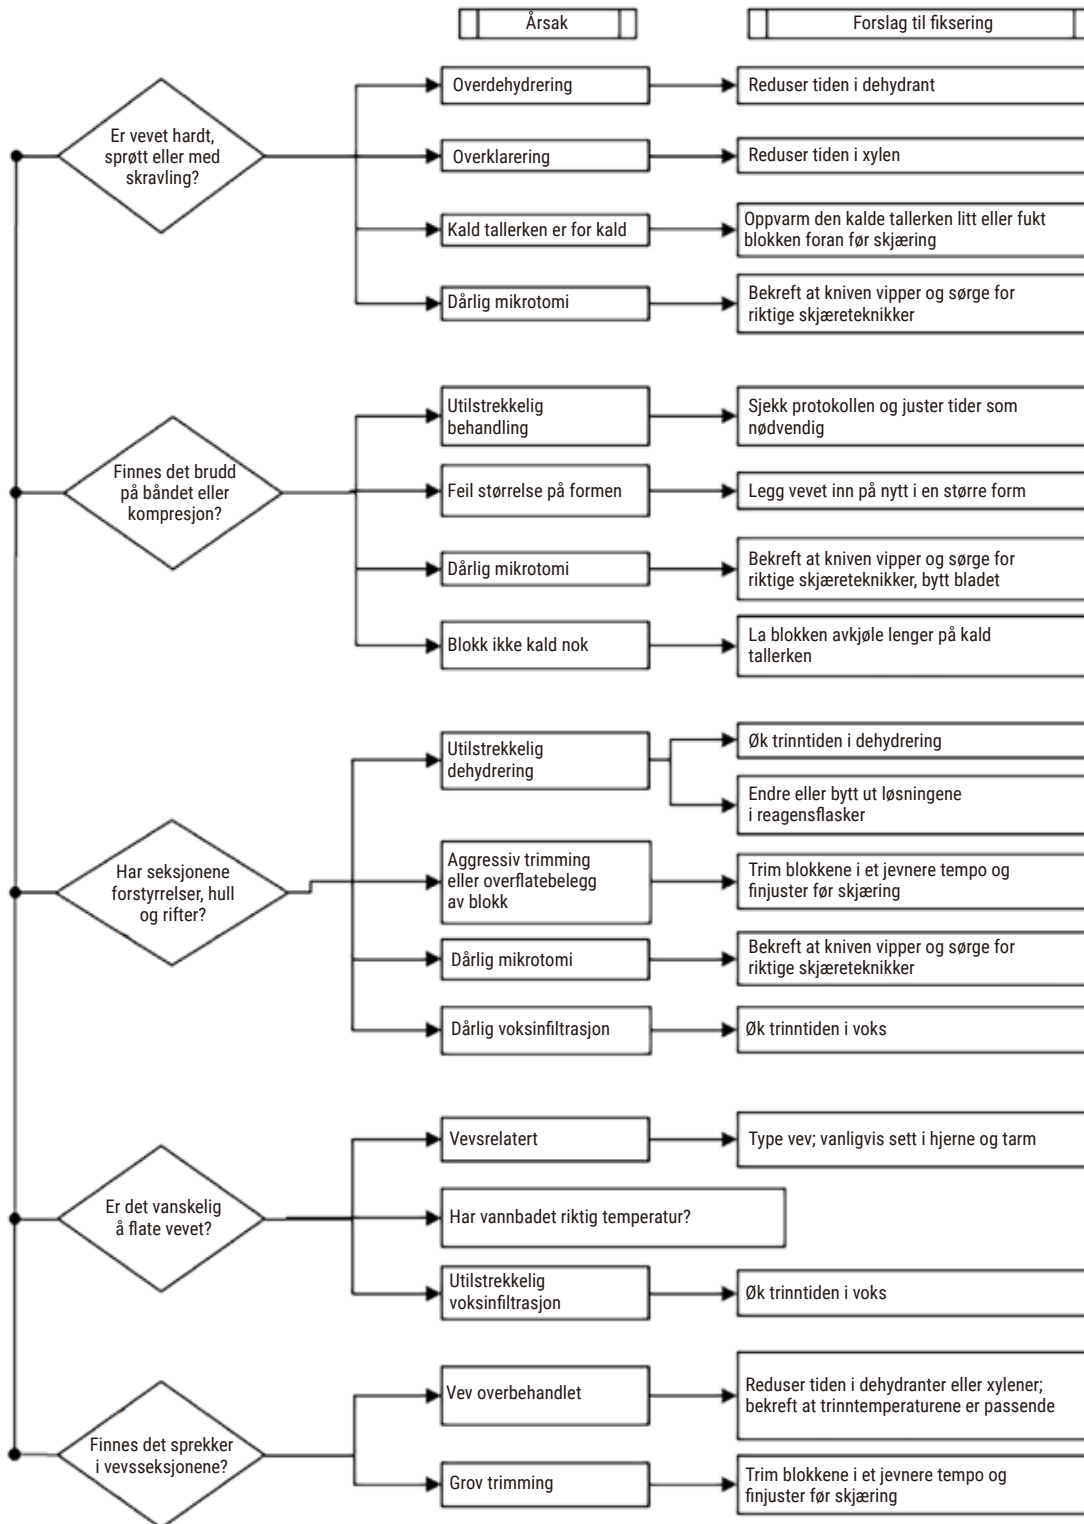 Årsak
Forslag til fiksering
Er vevet hardt,
sprøtt eller med
skravling?
Overdehydrering
Reduser tiden i dehydrant
Overklarering
Reduser tiden i xylen
Kald tallerken er for kald
Oppvarm den kalde tallerken litt eller fukt
blokken foran før skjæring
Dårlig mikrotomi
Bekreft at kniven vipper og sørge for
riktige skjæreteknikker
Finnes det brudd
på båndet eller
kompresjon?
Utilstrekkelig
behandling
Sjekk protokollen og juster tider som
nødvendig
Feil størrelse på formen
Legg vevet inn på nytt i en større form
Dårlig mikrotomi
Bekreft at kniven vipper og sørge for
riktige skjæreteknikker, bytt bladet
Blokk ikke kald nok
La blokken avkjøle lenger på kald
tallerken
Har seksjonene
forstyrrelser, hull
og rifter?
Utilstrekkelig
dehydrering
Øk trinntiden i dehydrering
Endre eller bytt ut løsningene
i reagensflasker
Aggressiv trimming
eller overflatebelegg
av blokk
Trim blokkene i et jevnere tempo og
finjuster før skjæring
Dårlig mikrotomi
Bekreft at kniven vipper og sørge for
riktige skjæreteknikker
Dårlig voksinfiltrasjon
Øk trinntiden i voks
Er det vanskelig
å flate vevet?
Vevsrelatert
Type vev; vanligvis sett i hjerne og tarm
Har vannbadet riktig temperatur?
Utilstrekkelig
voksinfiltrasjon
Øk trinntiden i voks
Finnes det sprekker
i vevsseksjonene?
Vev overbehandlet
Reduser tiden i dehydranter eller xylener;
bekreft at trinntemperaturene er passende
Grov trimming
Trim blokkene i et jevnere tempo og
finjuster før skjæring